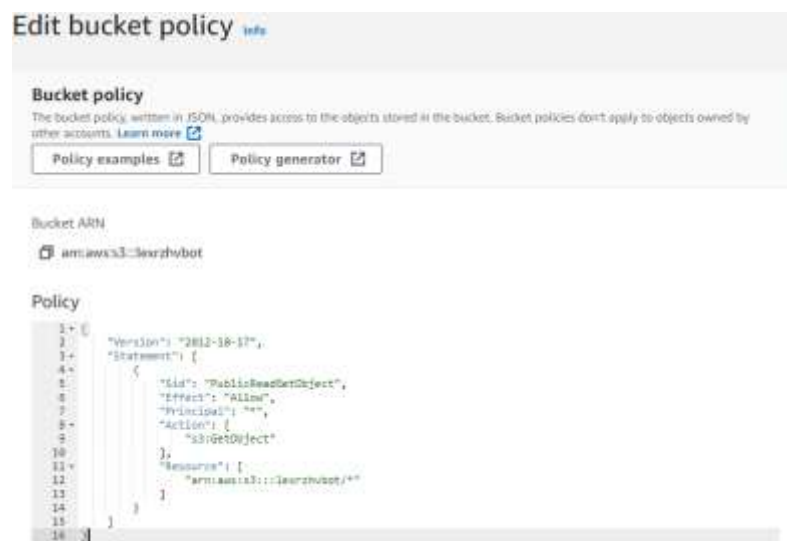 Edit bucket policy Info
Bucket policy
The bucket policy, written in JSON, provides access to the objects stored in the bucket. Bucket policies don't apply to objects owned by
other accounts. Learn more
Policy examples
Policy generator
Bucket ARN
arn:aws:s3:::lexrzhvbot
Policy
1 {
2 "Version": "2012-10-17",
3 "Statement": [
4 {
5 "Sid": "PublicReadGetObject",
6 "Effect": "Allow",
7 "Principal": "*",
8 "Action": [
9 "s3:GetObject"
10 ],
11 "Resource": [
12 "arn:aws:s3:::lexrzhvbot/*"
13 ]
14 }
15 ]
16 }